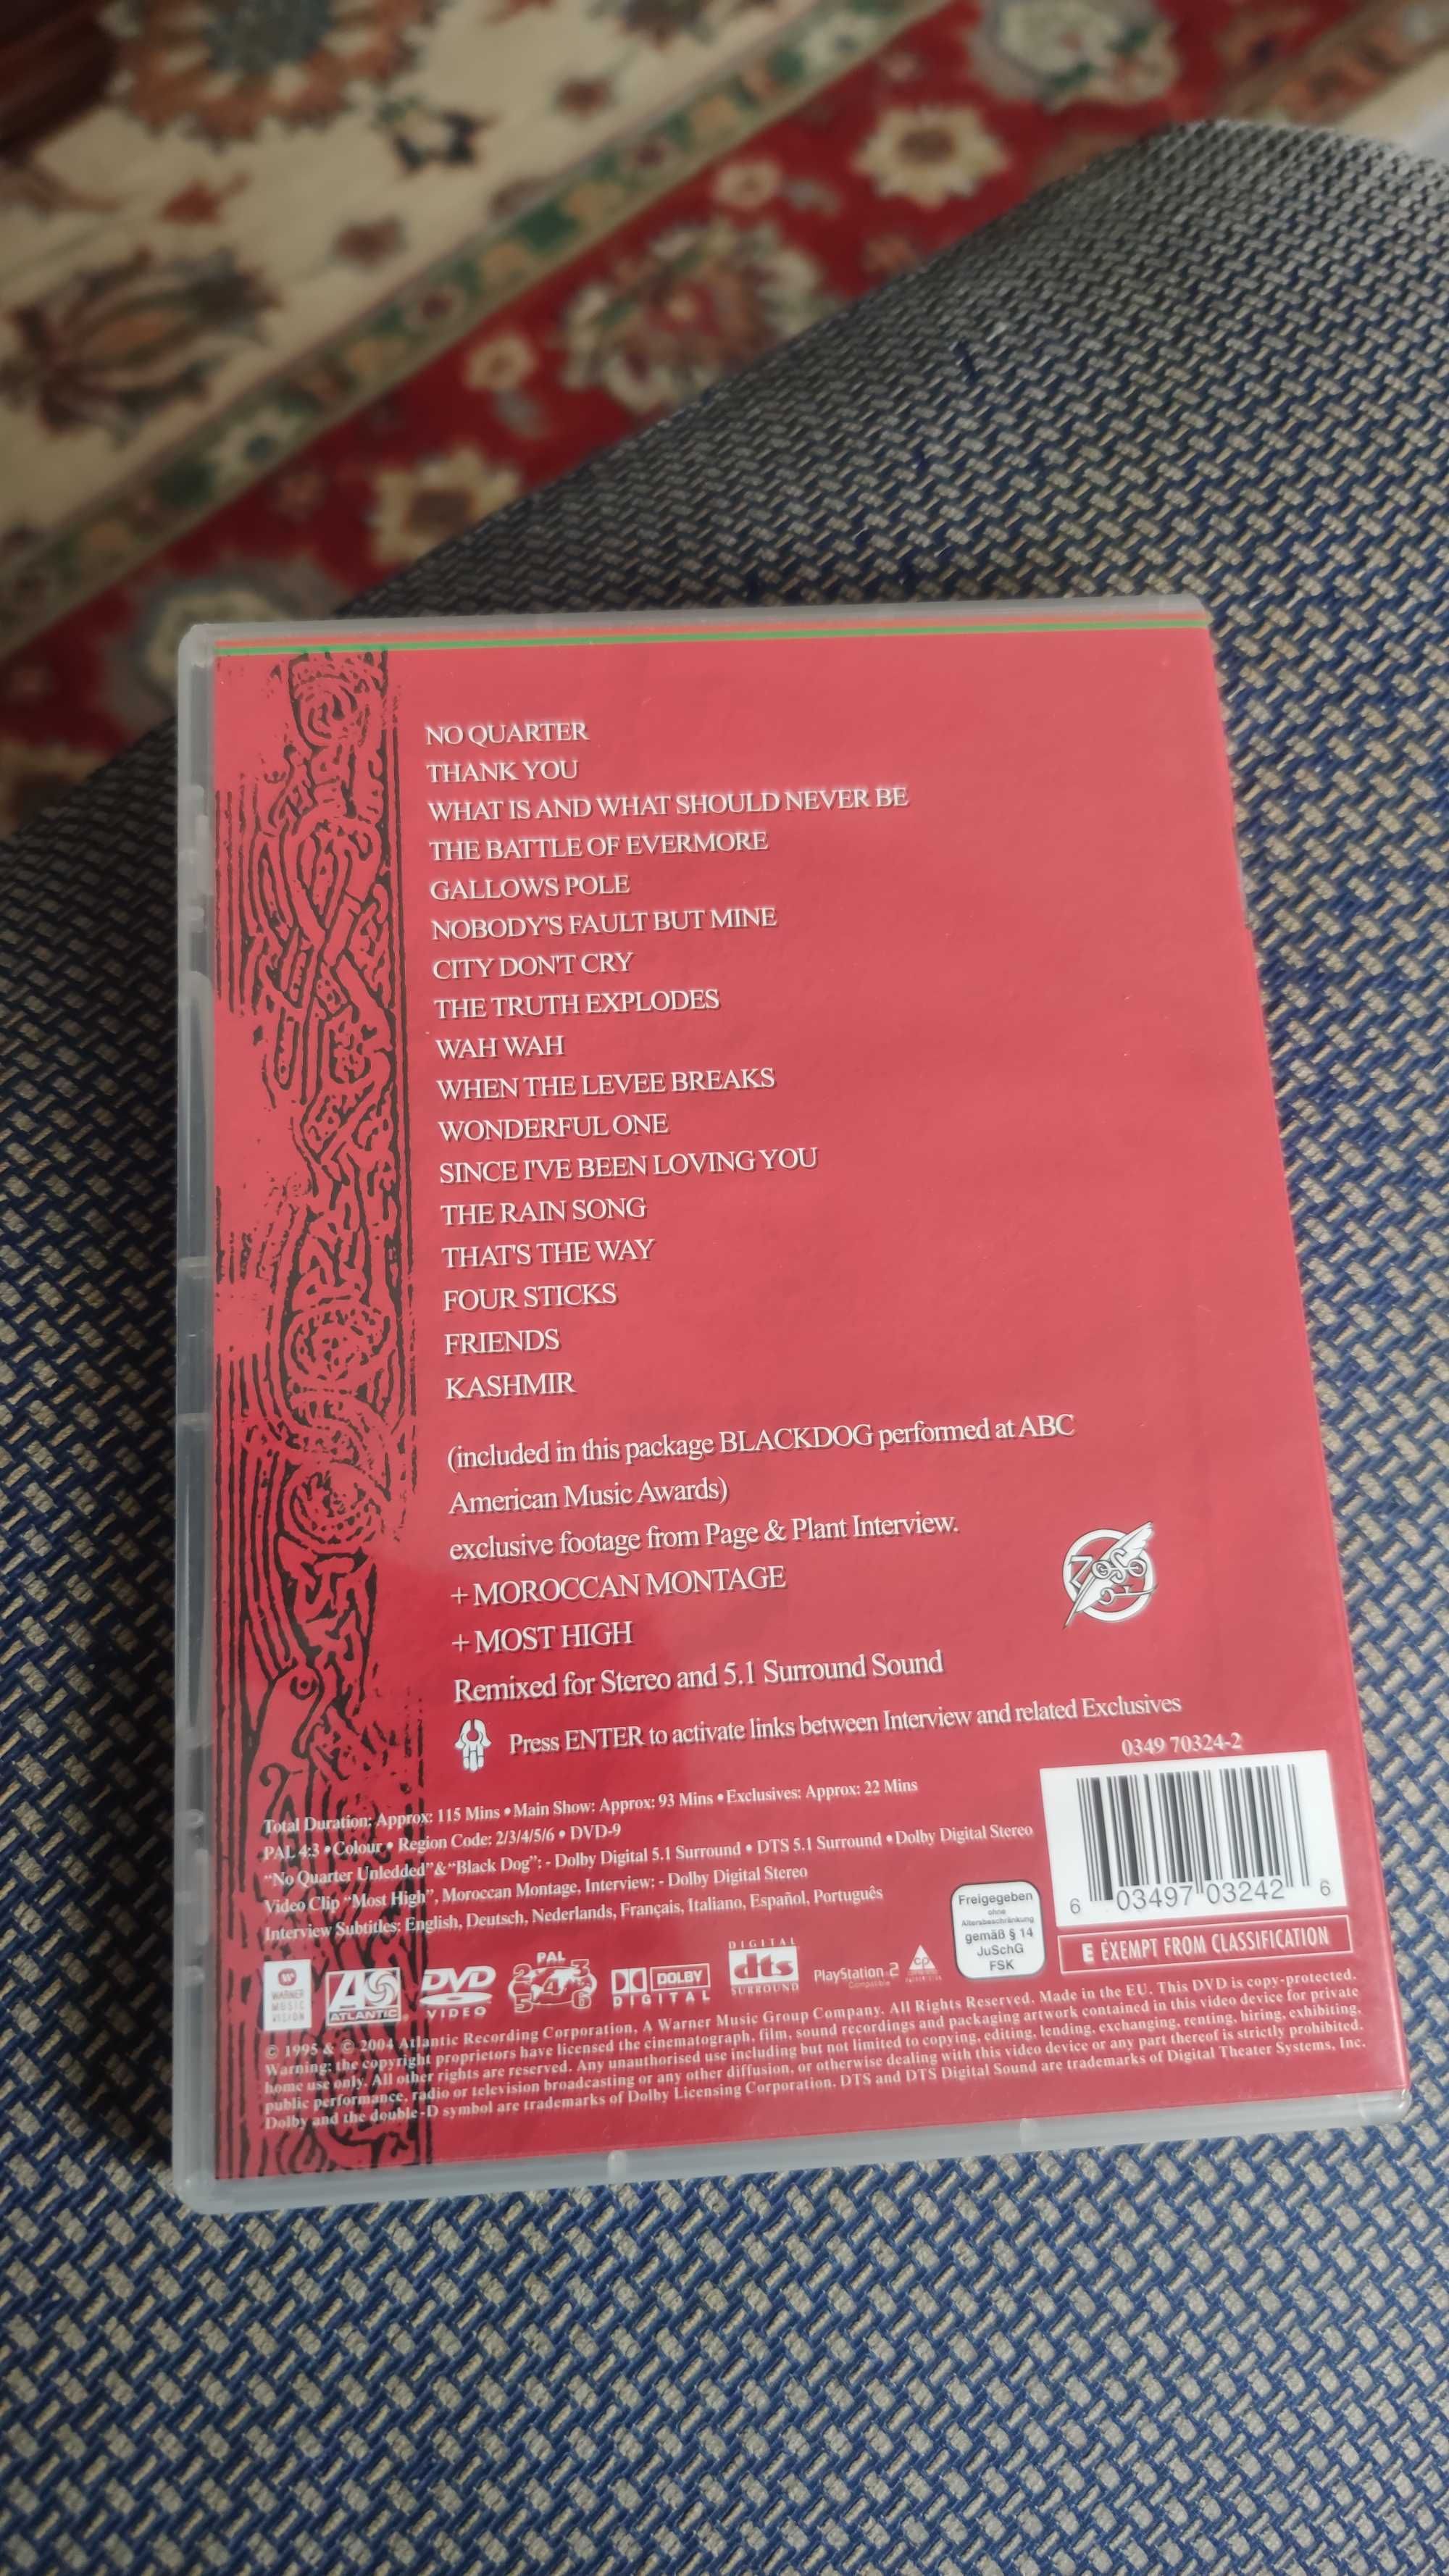 NO QUARTER
THANK YOU
WHAT IS AND WHAT SHOULD NEVER BE
THE BATTLE OF EVERMORE
GALLOWS POLE
NOBODY'S FAULT BUT MINE
CITY DON'T CRY
THE TRUTH EXPLODES
WAH WAH
WHEN THE LEVEE BREAKS
WONDERFUL ONE
SINCE I'VE BEEN LOVING YOU
THE RAIN SONG
THAT'S THE WAY
FOUR STICKS
FRIENDS
KASHMIR
(included in this package BLACKDOG performed at ABC
American Music Awards)
exclusive footage from Page & Plant Interview.
+ MOROCCAN MONTAGE
+ MOST HIGH
Remixed for Stereo and 5.1 Surround Sound
Press ENTER to activate links between Interview and related Exclusives
ZoSo
0349 70324-2
6 03497 03242 6
Total Duration: Approx: 115 Mins • Main Show: Approx: 93 Mins • Exclusives: Approx: 22 Mins
PAL 4:3 • Colour • Region Code: 2/3/4/5/6 • DVD-9
"No Quarter Unledded"&"Black Dog": - Dolby Digital 5.1 Surround • DTS 5.1 Surround • Dolby Digital Stereo
Video Clip "Most High", Moroccan Montage, Interview: - Dolby Digital Stereo
Interview Subtitles: English, Deutsch, Nederlands, Français, Italiano, Español, Português
WARNER
MUSIC
VISION
ATLANTIC
DVD
VIDEO
PAL
2 3 4 5 6
DOLBY
DIGITAL
DIGITAL
dts
SURROUND
PlayStation 2
Compatible
CP
Freigegeben
ohne
Altersbeschränkung
gemäß § 14
JuSchG
FSK
E EXEMPT FROM CLASSIFICATION
℗ 1995 & © 2004 Atlantic Recording Corporation, A Warner Music Group Company. All Rights Reserved. Made in the EU. This DVD is copy-protected.
Warning: the copyright proprietors have licensed the cinematograph, film, sound recordings and packaging artwork contained in this video device for private
home use only. All other rights are reserved. Any unauthorised use including but not limited to copying, editing, lending, exchanging, renting, hiring, exhibiting,
public performance, radio or television broadcasting or any other diffusion, or otherwise dealing with this video device or any part thereof is strictly prohibited.
Dolby and the double-D symbol are trademarks of Dolby Licensing Corporation. DTS and DTS Digital Sound are trademarks of Digital Theater Systems, Inc.